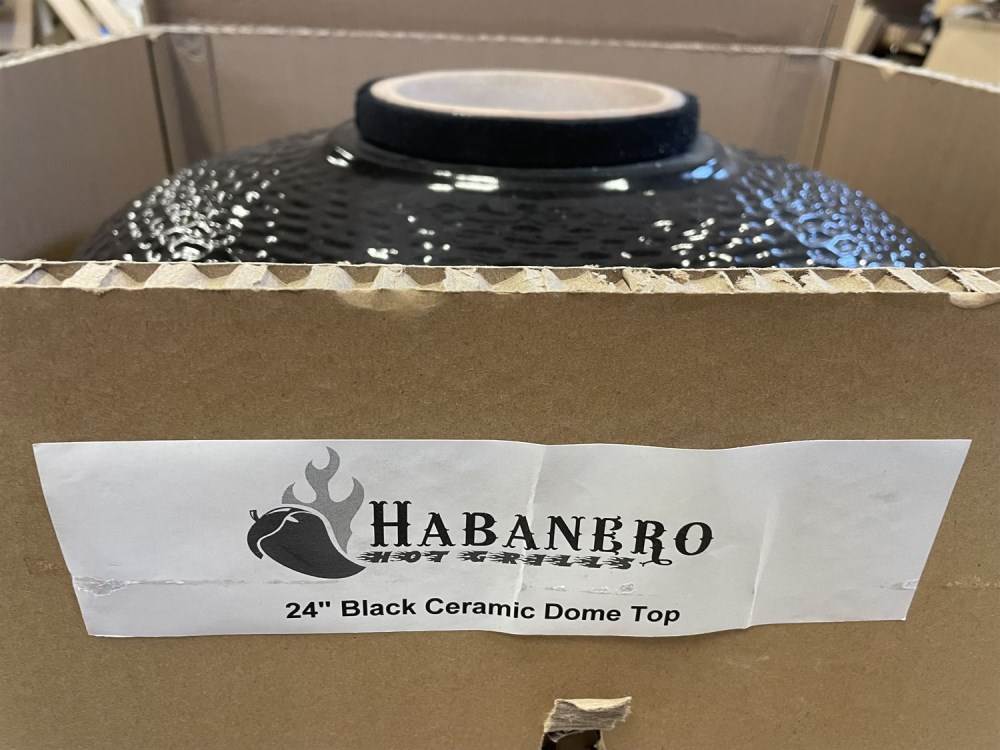 HABANERO
HOT GRILLS
24" Black Ceramic Dome Top